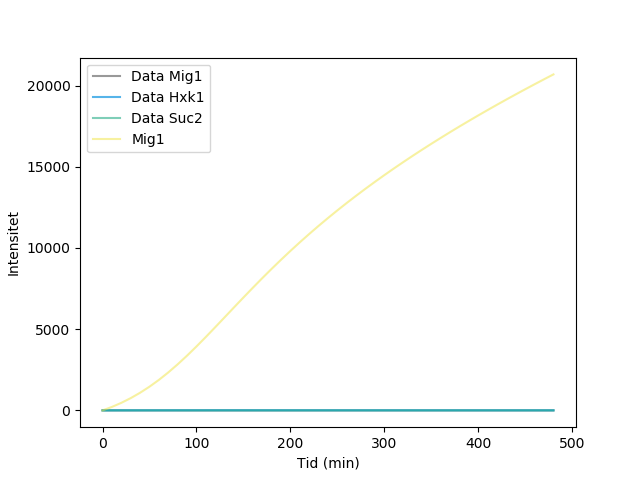 Data Mig1
Data Hxk1
Data Suc2
Mig1
20000
15000
10000
5000
0
Intensitet
0 100 200 300 400 500
Tid (min)